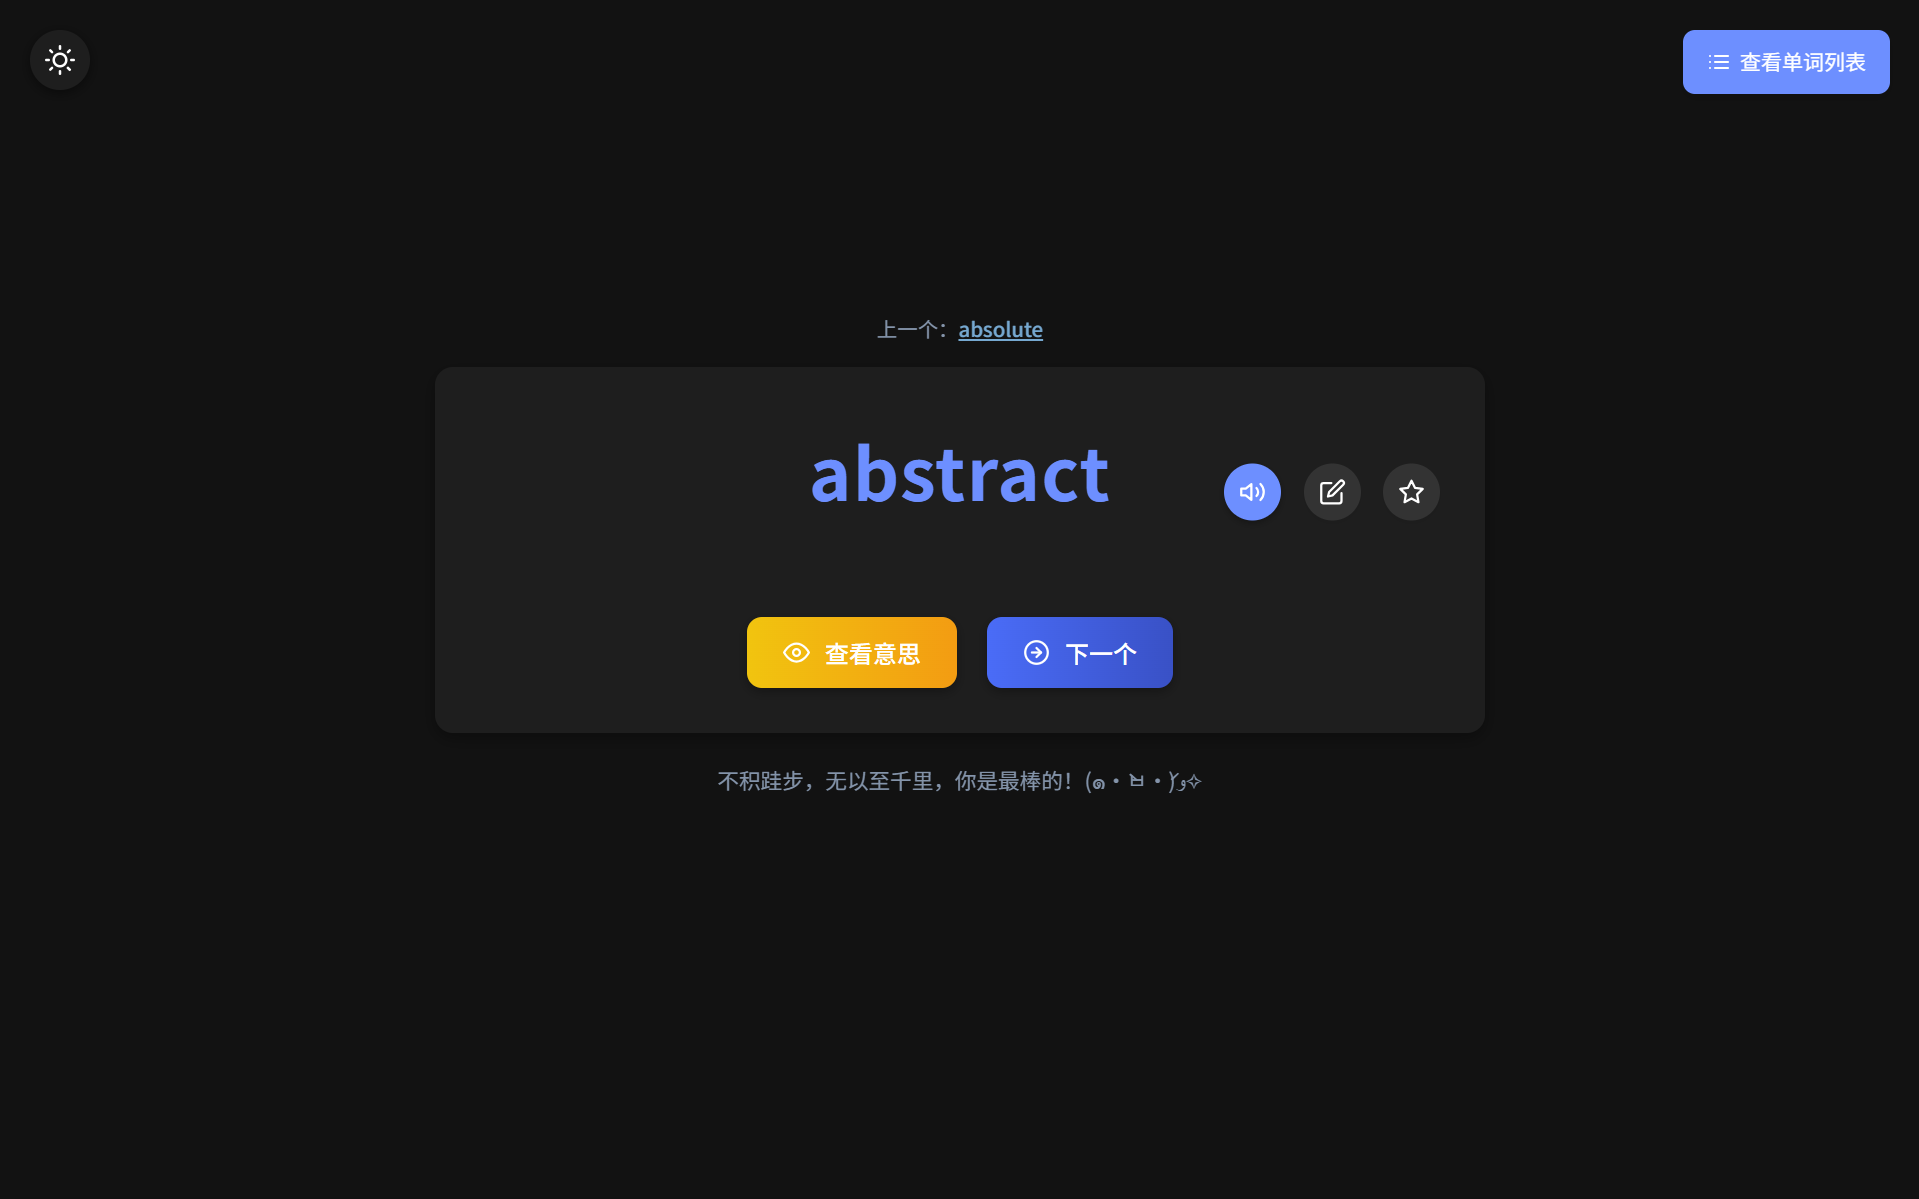 查看单词列表
上一个：absolute
abstract
查看意思
下一个
不积跬步，无以至千里，你是最棒的！(๑•̀ㅂ•́)و✧